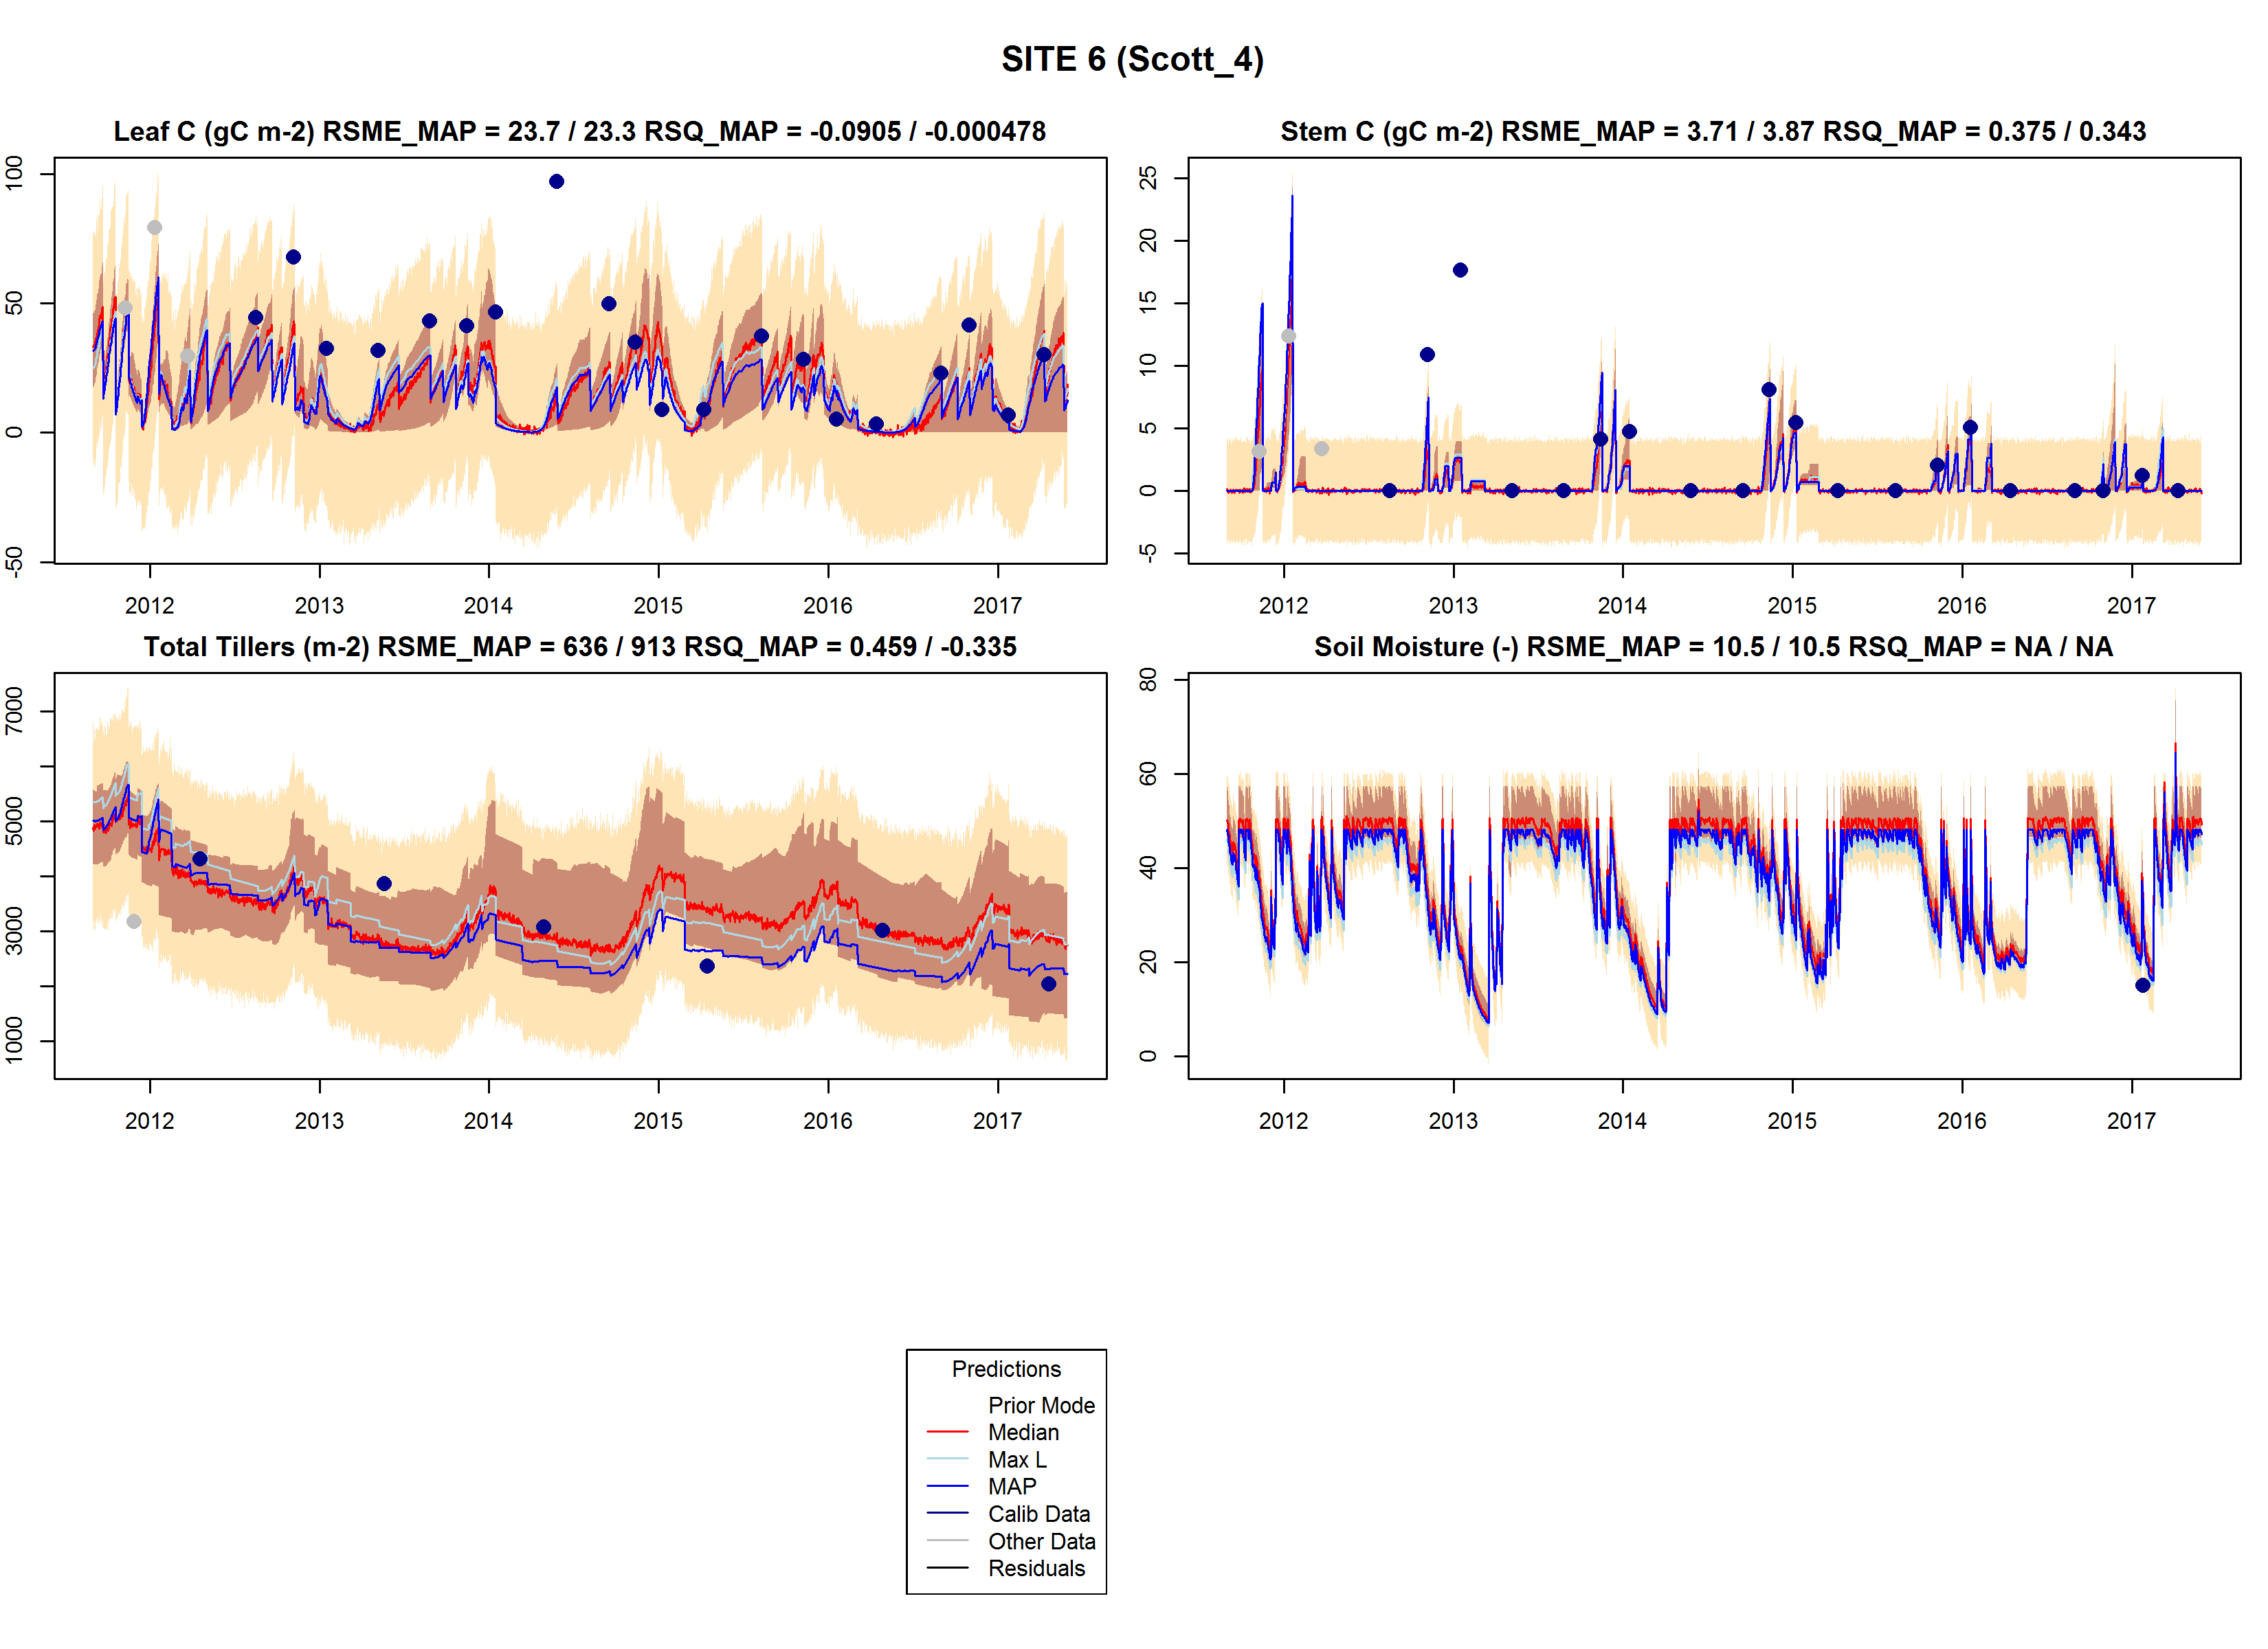 SITE 6 (Scott_4)
Leaf C (gC m-2) RSME_MAP = 23.7 / 23.3 RSQ_MAP = -0.0905 / -0.000478
100
50
0
-50
2012 2013 2014 2015 2016 2017
Stem C (gC m-2) RSME_MAP = 3.71 / 3.87 RSQ_MAP = 0.375 / 0.343
25
20
15
10
5
0
-5
2012 2013 2014 2015 2016 2017
Total Tillers (m-2) RSME_MAP = 636 / 913 RSQ_MAP = 0.459 / -0.335
7000
5000
3000
1000
2012 2013 2014 2015 2016 2017
Soil Moisture (-) RSME_MAP = 10.5 / 10.5 RSQ_MAP = NA / NA
80
60
40
20
0
2012 2013 2014 2015 2016 2017
Predictions
Prior Mode
Median
Max L
MAP
Calib Data
Other Data
Residuals